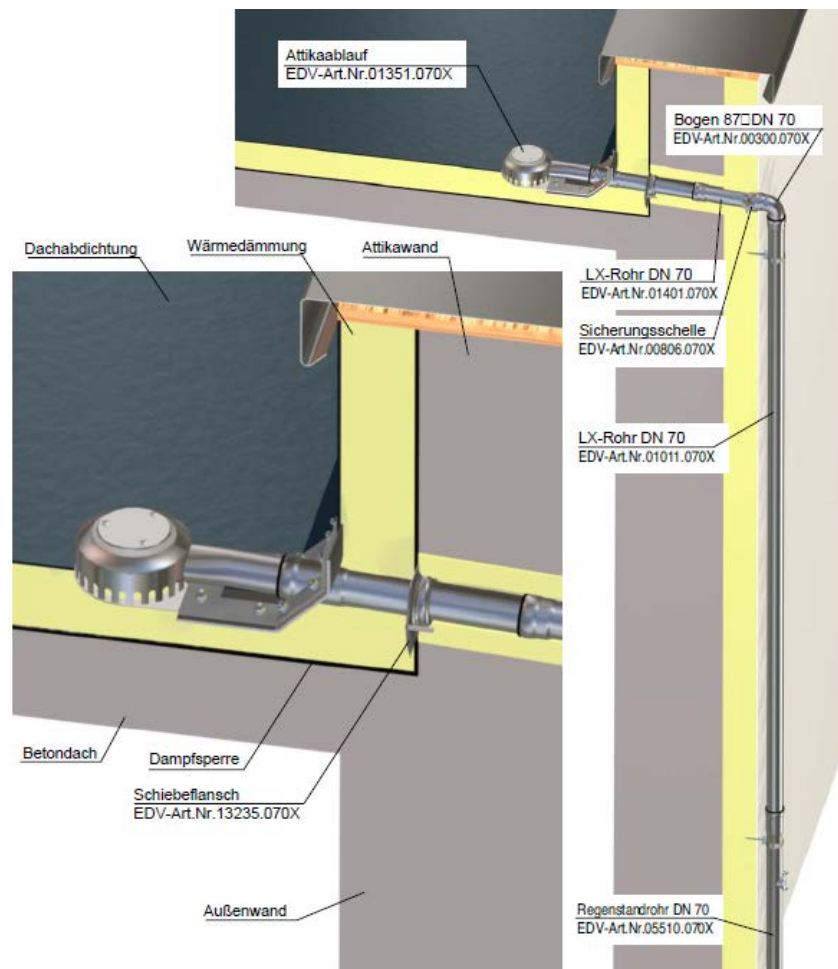 Attikaablauf
EDV-Art.Nr.01351.070X
Bogen 87□DN 70
EDV-Art.Nr.00300.070X
Dachabdichtung
Wärmedämmung
Attikawand
LX-Rohr DN 70
EDV-Art.Nr.01401.070X
Sicherungsschelle
EDV-Art.Nr.00806.070X
LX-Rohr DN 70
EDV-Art.Nr.01011.070X
Betondach
Dampfsperre
Schiebeflansch
EDV-Art.Nr.13235.070X
Außenwand
Regenstandrohr DN 70
EDV-Art.Nr.05510.070X